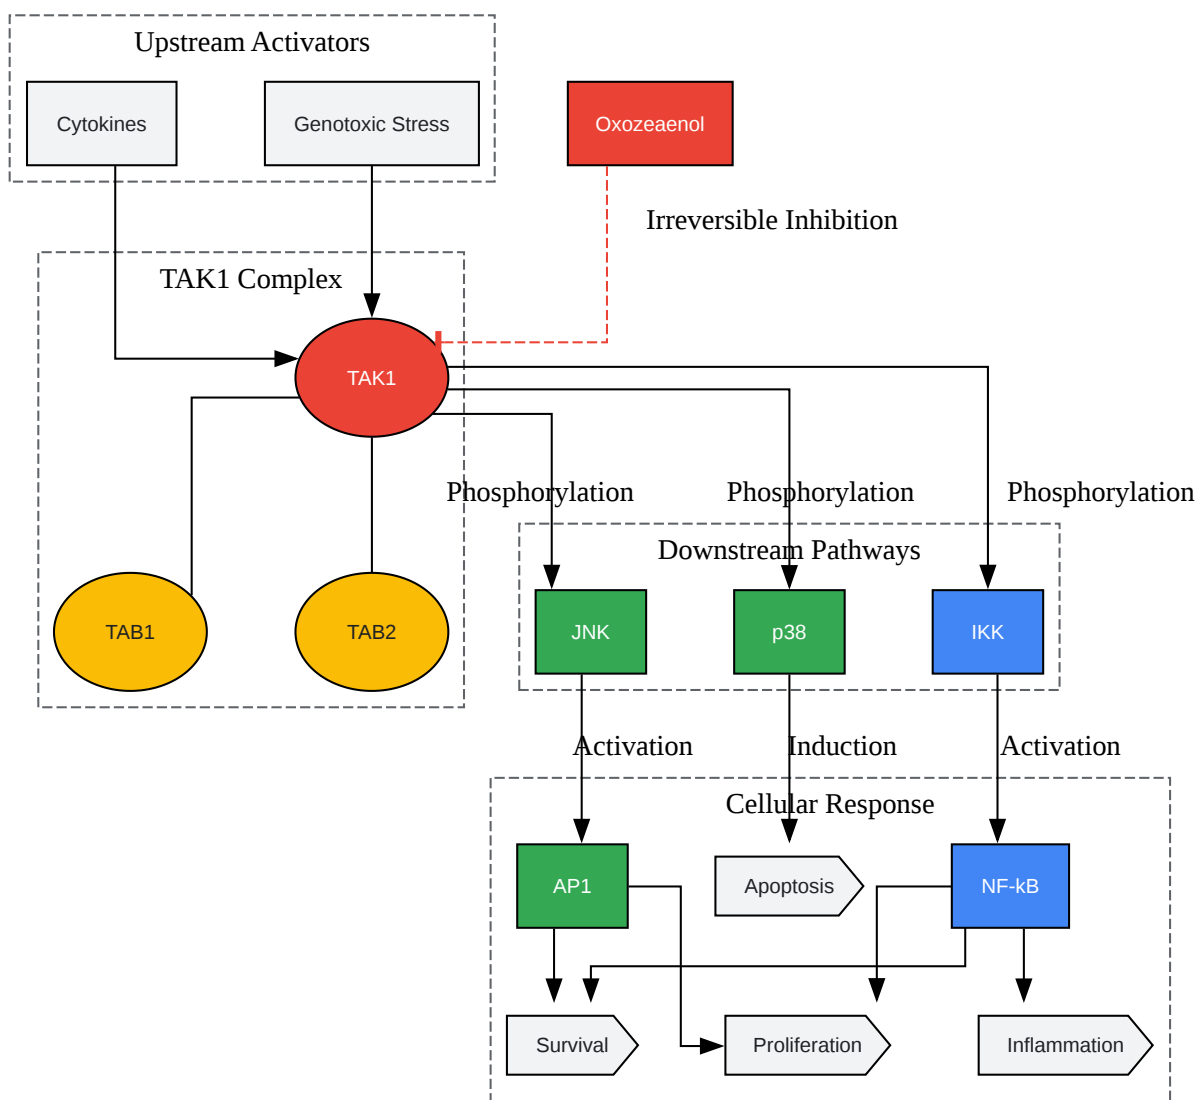 Upstream Activators
Cytokines
Genotoxic Stress
Oxozeaenol
Irreversible Inhibition
TAK1 Complex
TAK1
Phosphorylation
Phosphorylation
Phosphorylation
Downstream Pathways
TAB1
TAB2
JNK
p38
IKK
Activation
Induction
Activation
Cellular Response
AP1
Apoptosis
NF-kB
Survival
Proliferation
Inflammation